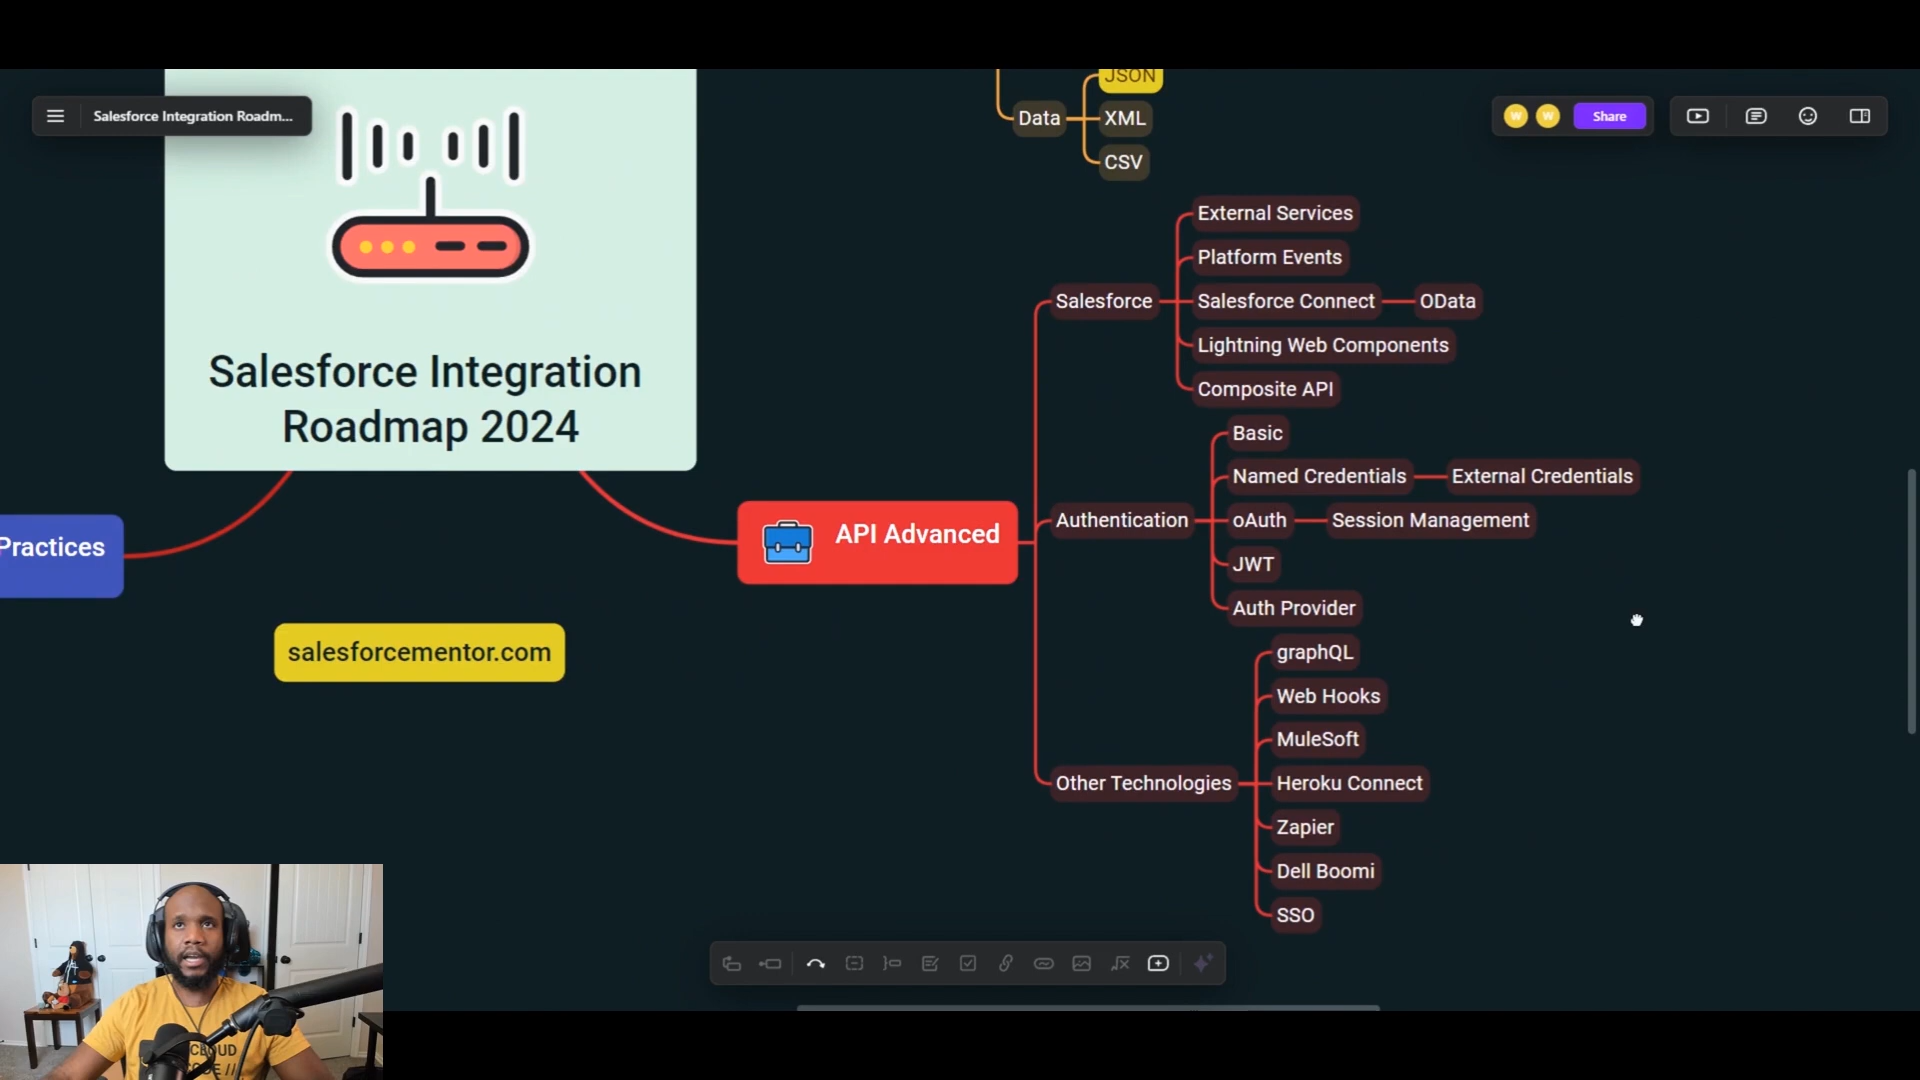 JSON
Salesforce Integration Roadm...
W
W
Share
Data
XML
CSV
External Services
Platform Events
Salesforce
Salesforce Connect
OData
Lightning Web Components
Salesforce Integration
Roadmap 2024
Composite API
Basic
Named Credentials
External Credentials
Authentication
oAuth
Session Management
Practices
API Advanced
JWT
Auth Provider
salesforcementor.com
graphQL
Web Hooks
MuleSoft
Other Technologies
Heroku Connect
Zapier
Dell Boomi
SSO
CLOUD
CODE //